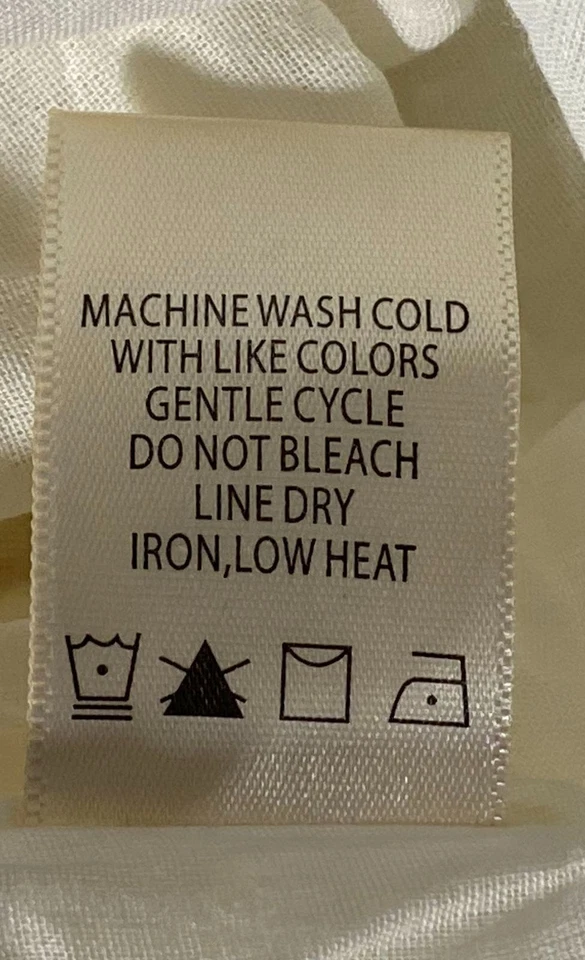 MACHINE WASH COLD
WITH LIKE COLORS
GENTLE CYCLE
DO NOT BLEACH
LINE DRY
IRON,LOW HEAT